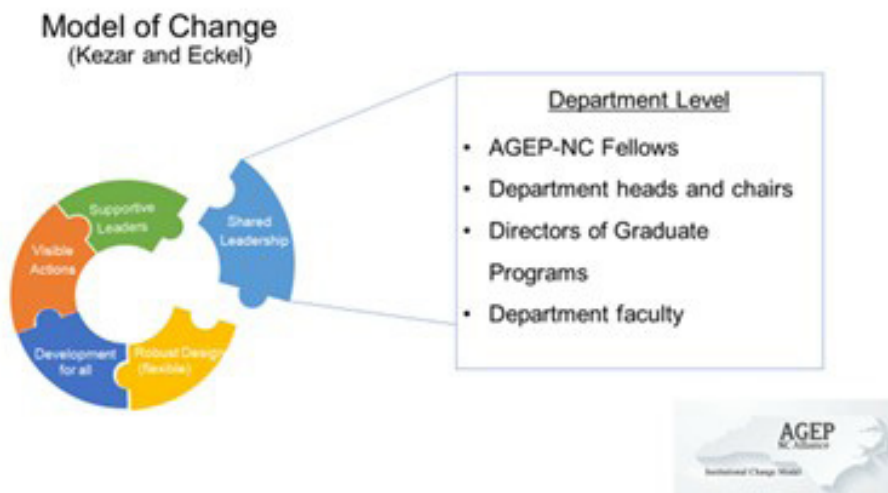 Model of Change
(Kezar and Eckel)
Supportive
Leaders
Shared
Leadership
Visible
Actions
Development
for all
Robust Design
(flexible)
Department Level
• AGEP-NC Fellows
• Department heads and chairs
• Directors of Graduate
Programs
• Department faculty
AGEP
NC Alliance
Institutional Change Model